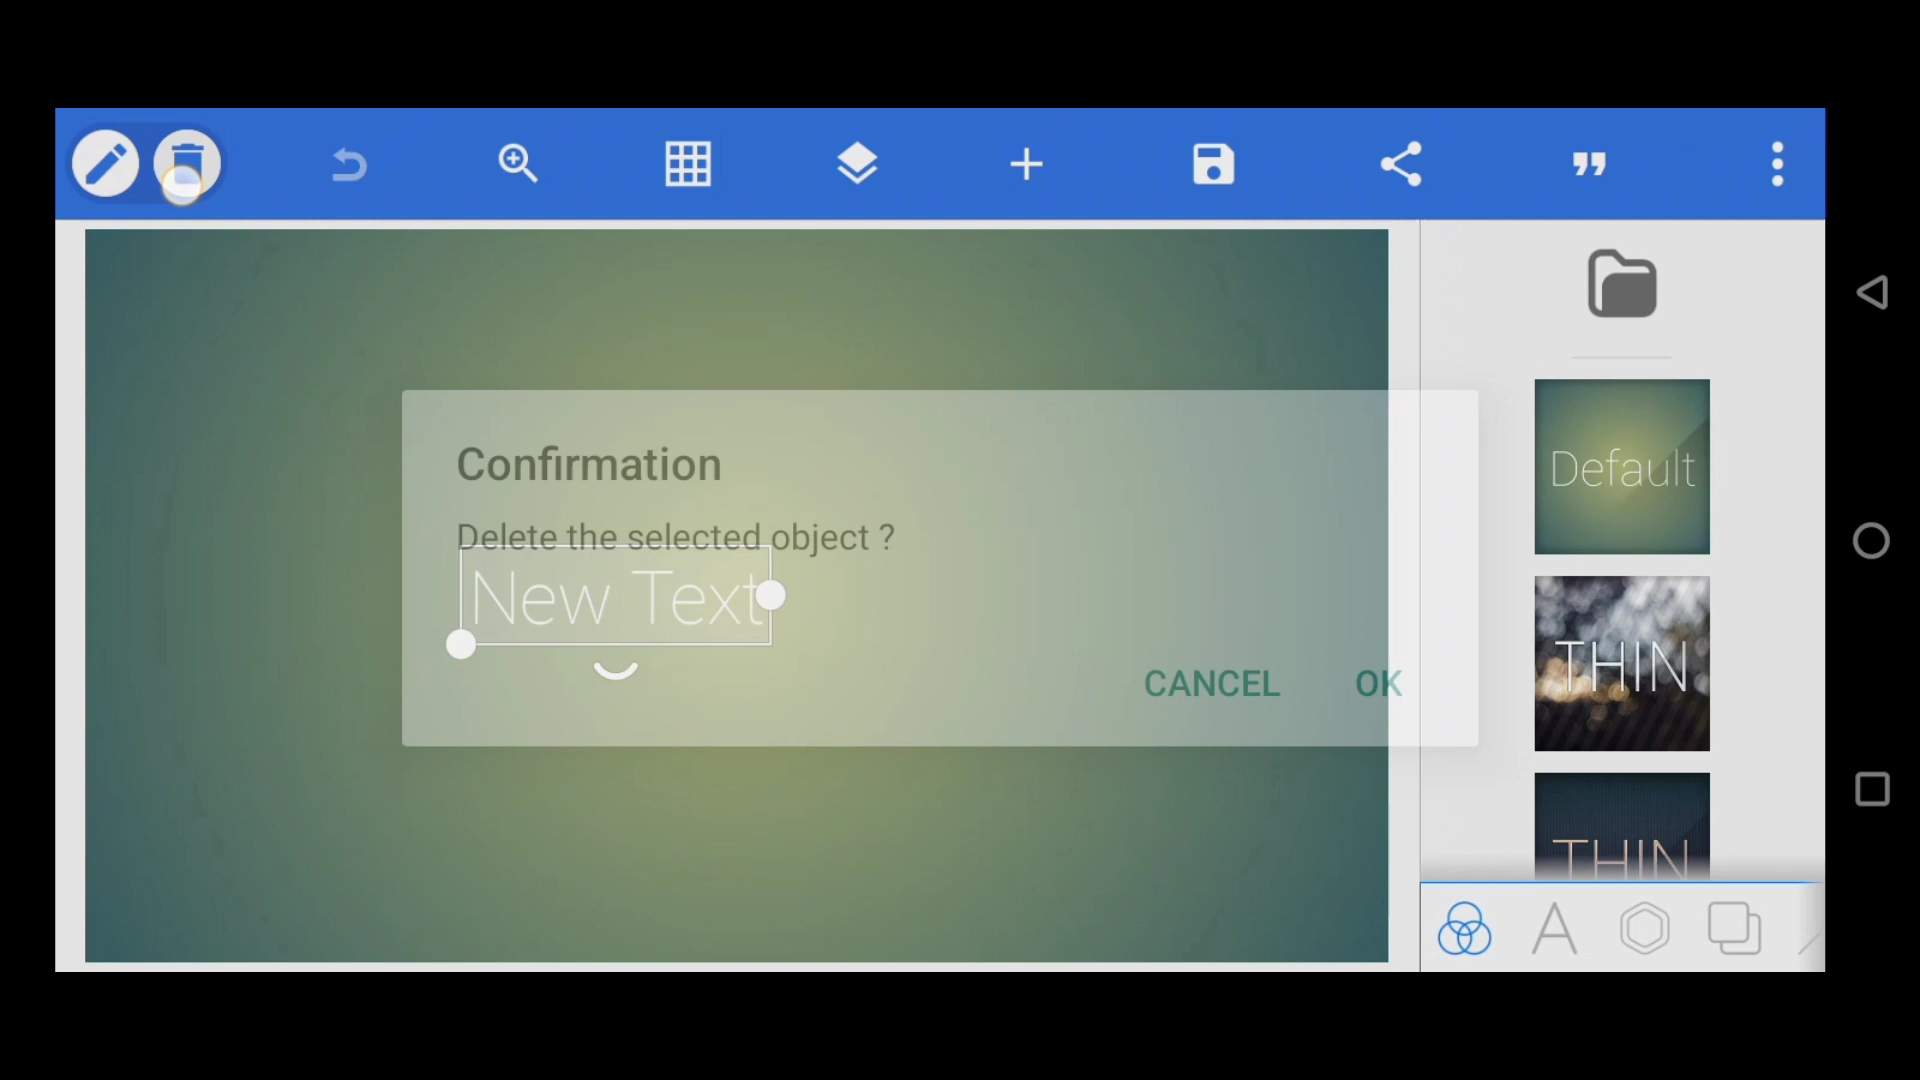 Confirmation
Delete the selected object ?
New Text
CANCEL OK
Default
THIN
THIN